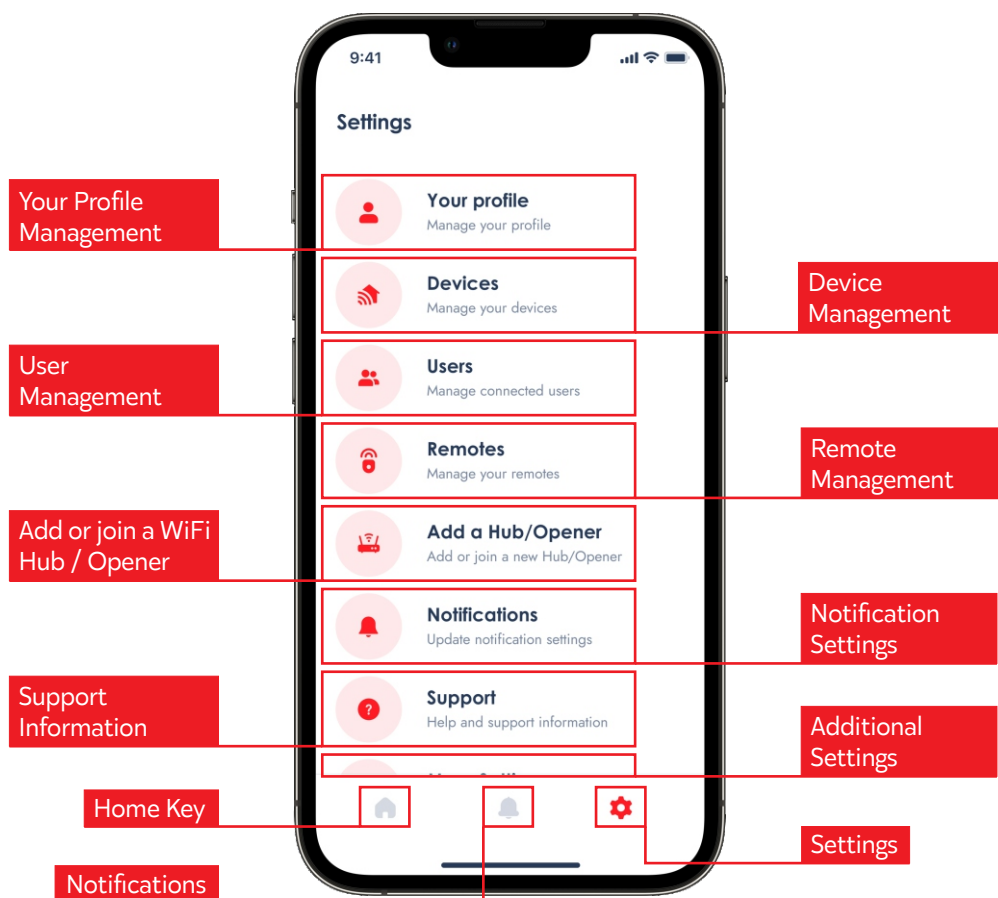 9:41
Settings
Your Profile
Management
Your profile
Manage your profile
Devices
Manage your devices
Device
Management
User
Management
Users
Manage connected users
Remotes
Manage your remotes
Remote
Management
Add or join a WiFi
Hub / Opener
Add a Hub/Opener
Add or join a new Hub/Opener
Notifications
Update notification settings
Notification
Settings
Support
Information
Support
Help and support information
Additional
Settings
Home Key
Settings
Notifications